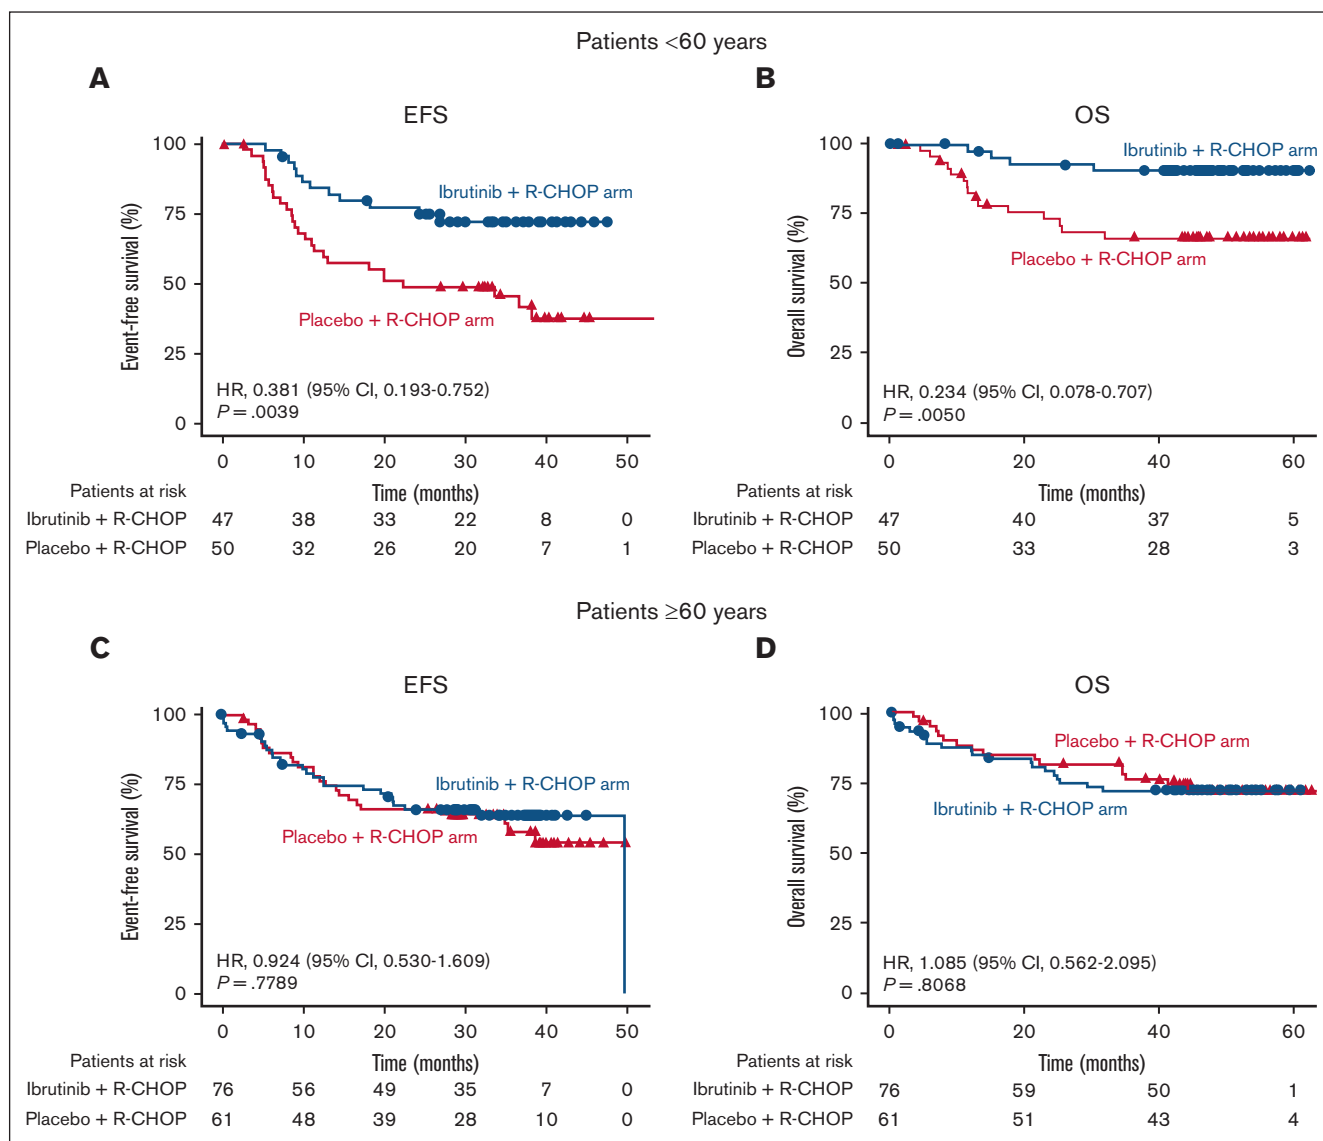 Patients <60 years
A
EFS
Event-free survival (%)
100
75
50
25
0
Ibrutinib + R-CHOP arm
Placebo + R-CHOP arm
HR, 0.381 (95% CI, 0.193-0.752)
P = .0039
0 10 20 30 40 50
Patients at risk Time (months)
Ibrutinib + R-CHOP 47 38 33 22 8 0
Placebo + R-CHOP 50 32 26 20 7 1
B
OS
Overall survival (%)
100
75
50
25
0
Ibrutinib + R-CHOP arm
Placebo + R-CHOP arm
HR, 0.234 (95% CI, 0.078-0.707)
P = .0050
0 20 40 60
Patients at risk Time (months)
Ibrutinib + R-CHOP 47 40 37 5
Placebo + R-CHOP 50 33 28 3
Patients ≥60 years
C
EFS
Event-free survival (%)
100
75
50
25
0
Ibrutinib + R-CHOP arm
Placebo + R-CHOP arm
HR, 0.924 (95% CI, 0.530-1.609)
P = .7789
0 10 20 30 40 50
Patients at risk Time (months)
Ibrutinib + R-CHOP 76 56 49 35 7 0
Placebo + R-CHOP 61 48 39 28 10 0
D
OS
Overall survival (%)
100
75
50
25
0
Placebo + R-CHOP arm
Ibrutinib + R-CHOP arm
HR, 1.085 (95% CI, 0.562-2.095)
P = .8068
0 20 40 60
Patients at risk Time (months)
Ibrutinib + R-CHOP 76 59 50 1
Placebo + R-CHOP 61 51 43 4